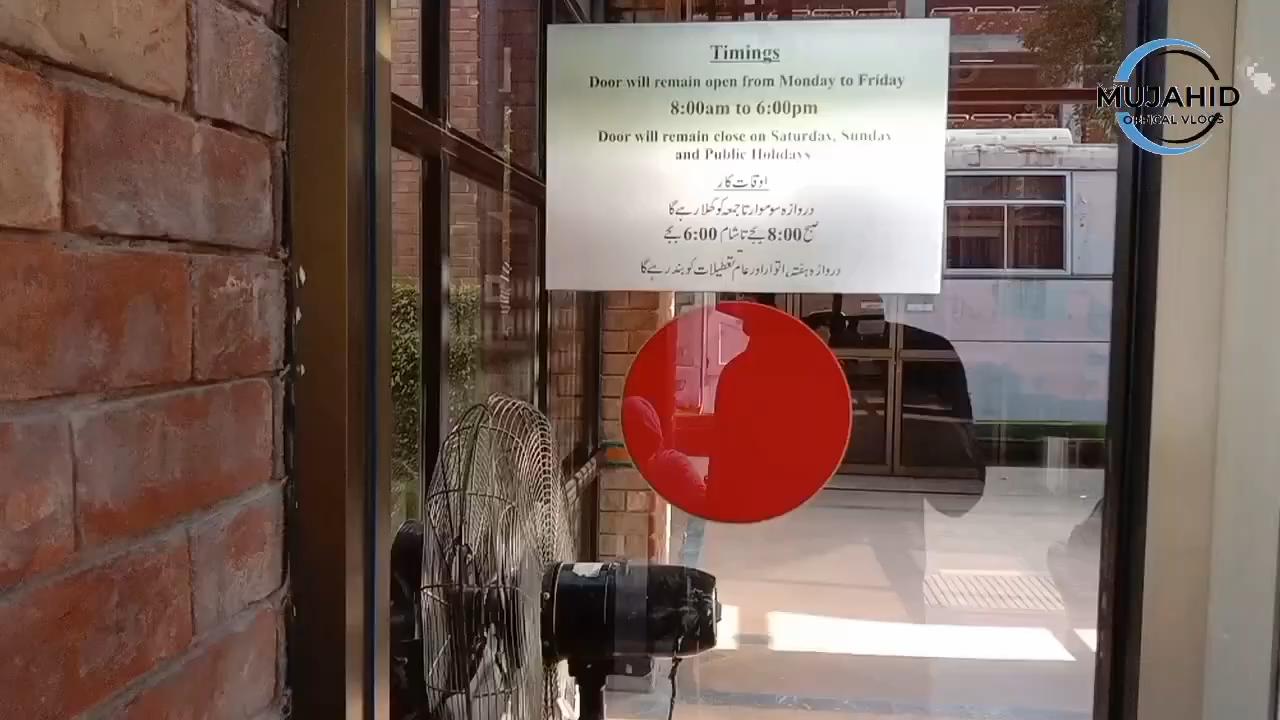 Timings
Door will remain open from Monday to Friday
8:00am to 6:00pm
Door will remain close on Saturday, Sunday
and Public Holidays
اوقات کار
دروازہ سوموار تا جمعہ کو کھلا رہے گا
صبح 8:00 بجے تا شام 6:00 بجے
دروازہ ہفتہ، اتوار اور عام تعطیلات کو بند رہے گا
MUJAHID
OFFICAL VLOGS